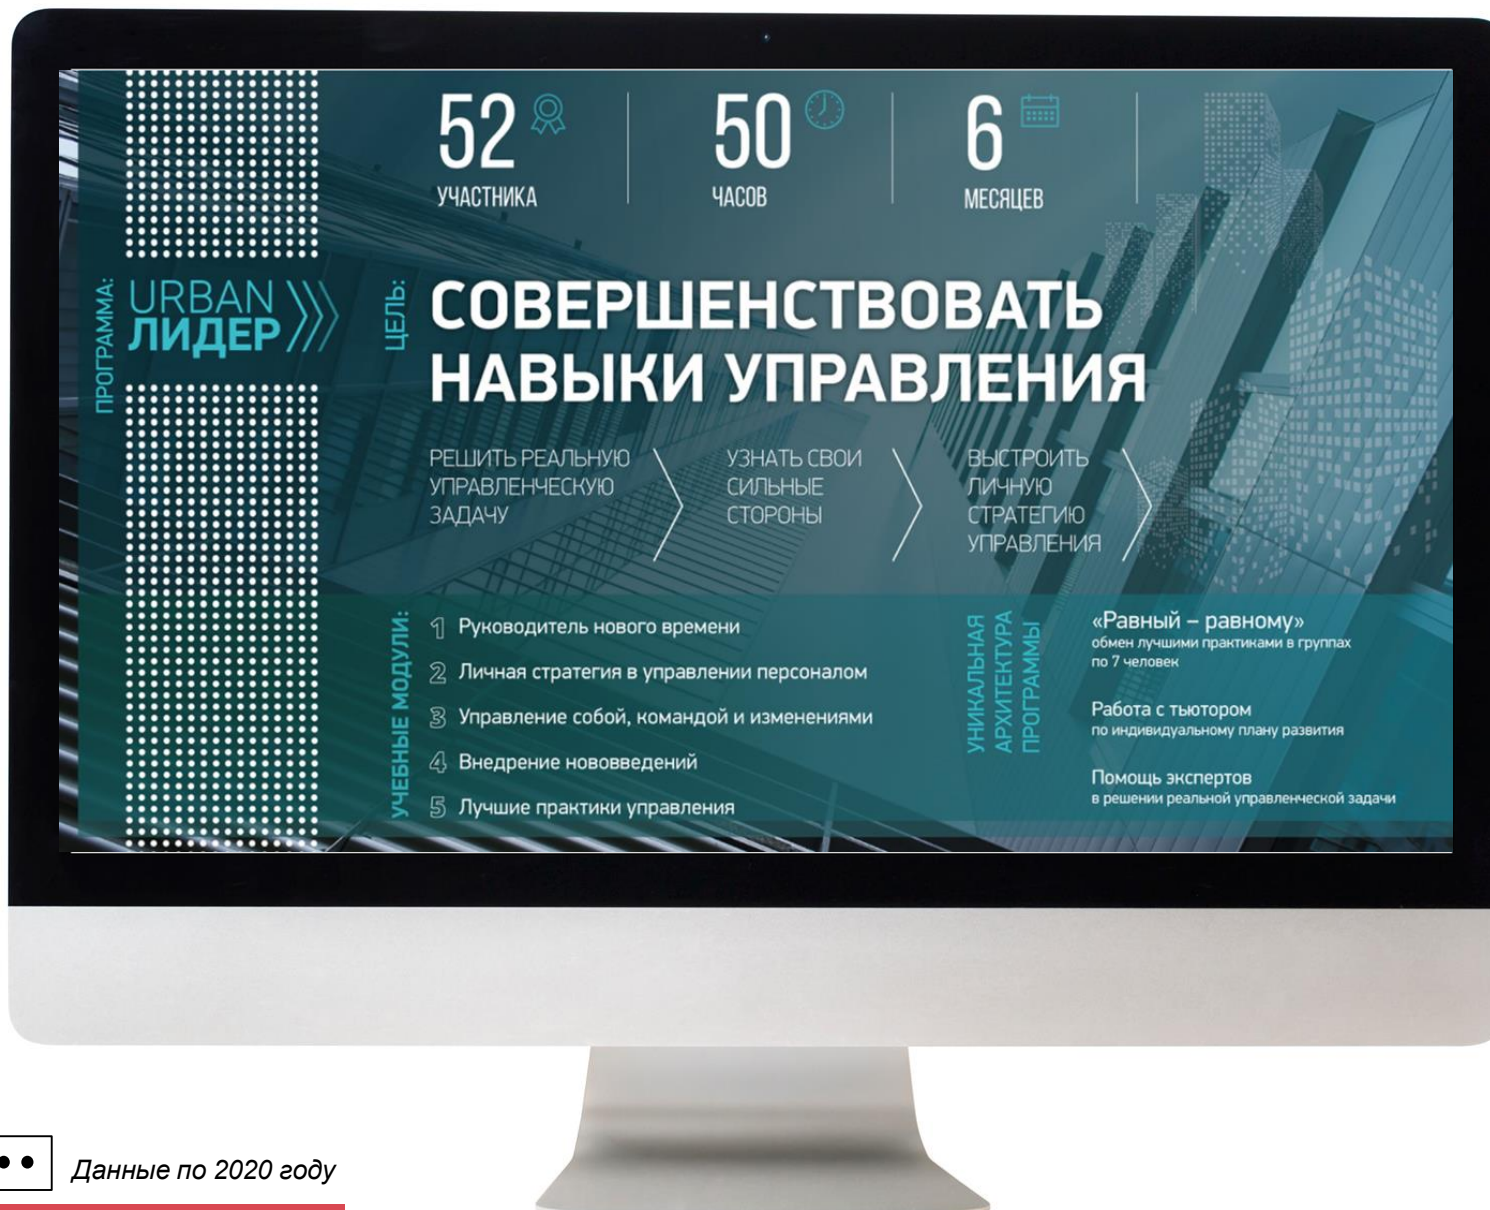 52
УЧАСТНИКА
50
ЧАСОВ
6
МЕСЯЦЕВ
ПРОГРАММА:
URBAN
ЛИДЕР
ЦЕЛЬ:
СОВЕРШЕНСТВОВАТЬ
НАВЫКИ УПРАВЛЕНИЯ
РЕШИТЬ РЕАЛЬНУЮ
УПРАВЛЕНЧЕСКУЮ
ЗАДАЧУ
УЗНАТЬ СВОИ
СИЛЬНЫЕ
СТОРОНЫ
ВЫСТРОИТЬ
ЛИЧНУЮ
СТРАТЕГИЮ
УПРАВЛЕНИЯ
УЧЕБНЫЕ МОДУЛИ:
1 Руководитель нового времени
2 Личная стратегия в управлении персоналом
3 Управление собой, командой и изменениями
4 Внедрение нововведений
5 Лучшие практики управления
УНИКАЛЬНАЯ
АРХИТЕКТУРА
ПРОГРАММЫ
«Равный – равному»
обмен лучшими практиками в группах
по 7 человек
Работа с тьютором
по индивидуальному плану развития
Помощь экспертов
в решении реальной управленческой задачи
Данные по 2020 году